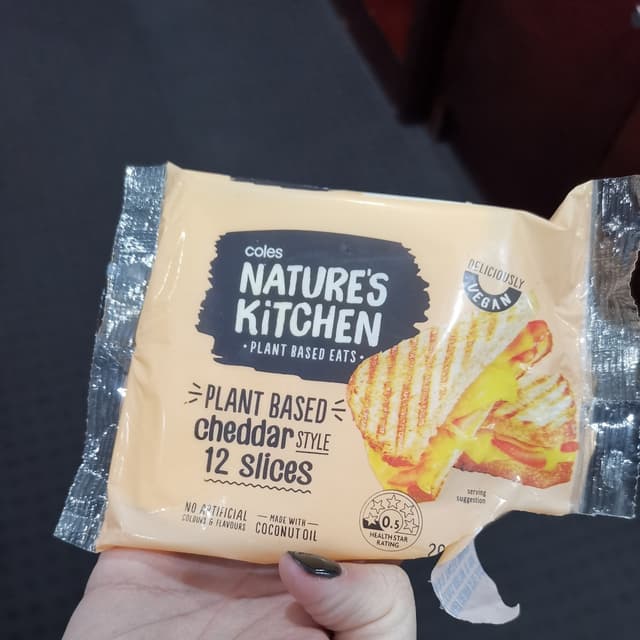 coles
NATURE'S
KITCHEN
• PLANT BASED EATS •
DELICIOUSLY
VEGAN
PLANT BASED
cheddar STYLE
12 slices
NO ARTIFICIAL
COLOURS & FLAVOURS
MADE WITH
COCONUT OIL
0.5
HEALTH STAR
RATING
serving
suggestion